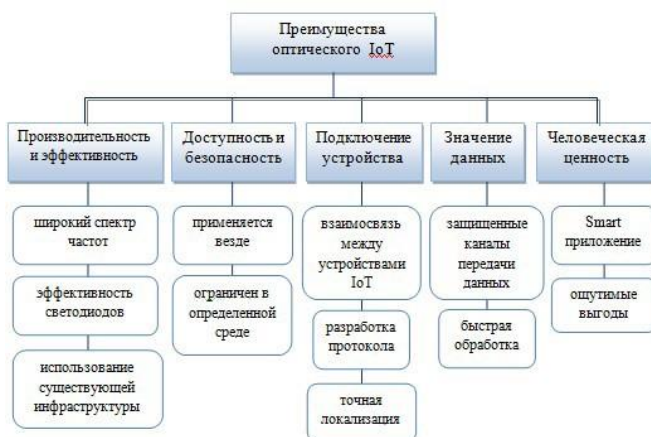 Преимущества
оптического IoT
Производительность
и эффективность
широкий спектр
частот
эффективность
светодиодов
использование
существующей
инфраструктуры
Доступность и
безопасность
применяется
везде
ограничен в
определенной
среде
Подключение
устройства
взаимосвязь
между
устройствами
IoT
разработка
протокола
точная
локализация
Значение
данных
защищенные
каналы
передачи
данных
быстрая
обработка
Человеческая
ценность
Smart
приложение
ощутимые
выгоды